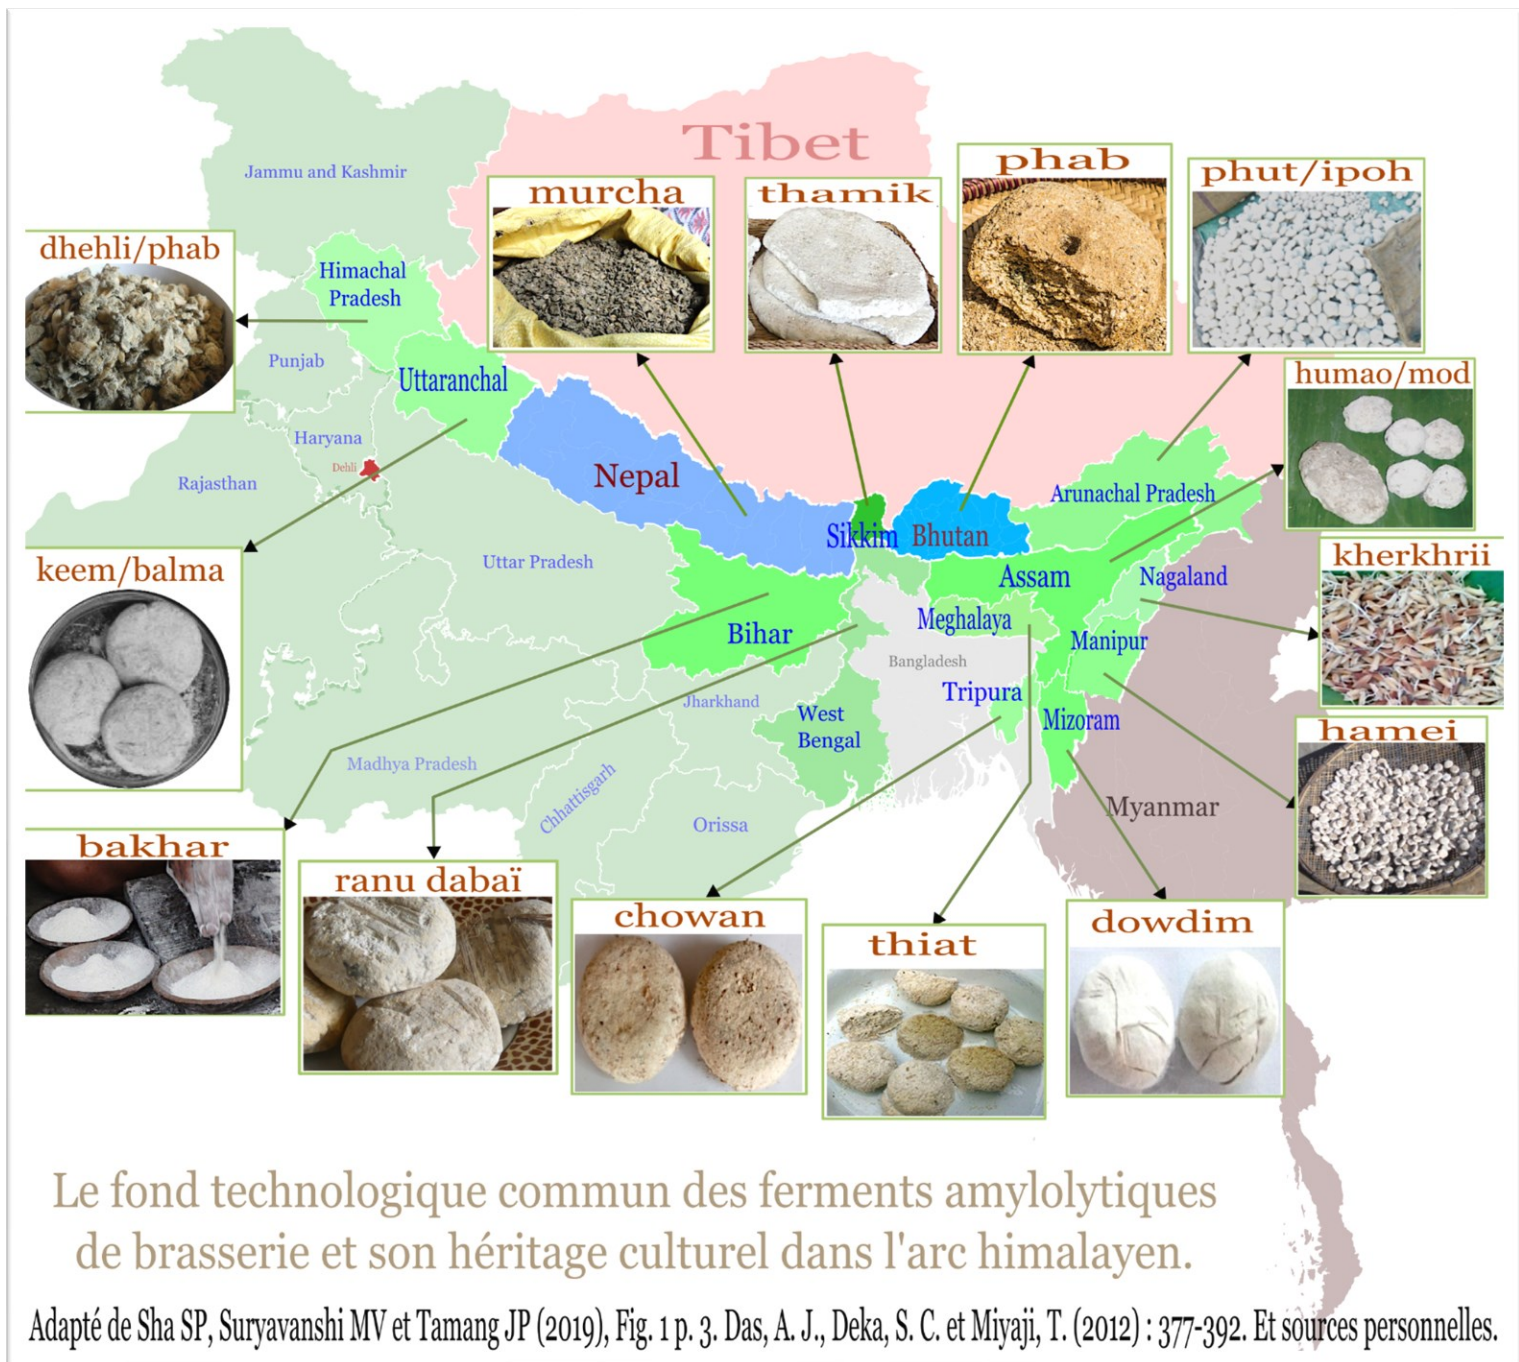 Tibet
Jammu and Kashmir
murcha
thamik
phab
phut/ipoh
dhehli/phab
Himachal
Pradesh
Punjab
Uttaranchal
humao/mod
Haryana
Dehli
Rajasthan
Nepal
Arunachal Pradesh
Sikkim
Bhutan
Uttar Pradesh
Assam
Nagaland
kherkhrii
keem/balma
Bihar
Meghalaya
Manipur
Bangladesh
Jharkhand
Tripura
West
Bengal
Mizoram
hamei
Madhya Pradesh
Chhattisgarh
Orissa
Myanmar
bakhar
ranu dabaï
chowan
thiat
dowdim
Le fond technologique commun des ferments amylolytiques
de brasserie et son héritage culturel dans l'arc himalayen.
Adapté de Sha SP, Suryavanshi MV et Tamang JP (2019), Fig. 1 p. 3. Das, A. J., Deka, S. C. et Miyaji, T. (2012) : 377-392. Et sources personnelles.